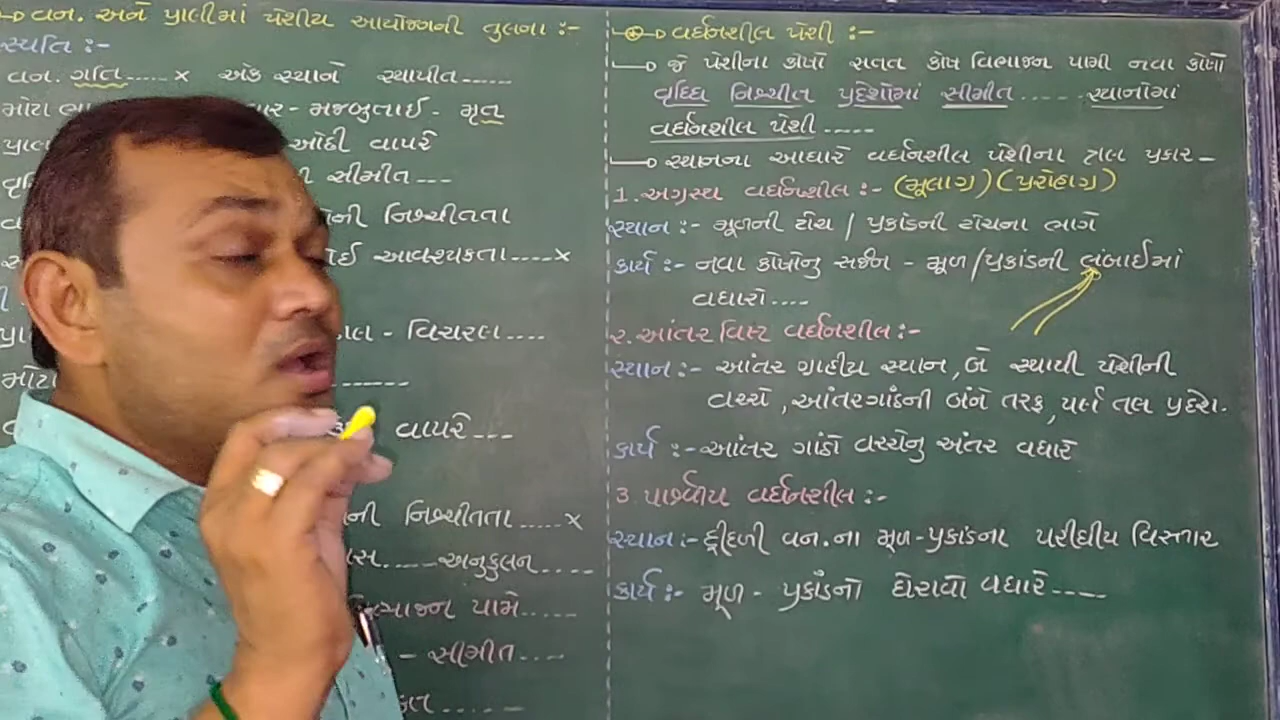 વન. અને પ્રાણીમાં પેશીય આયોજનની તુલના :-
સ્થિતિ :-
વન. ગતિ.....× એક સ્થાને સ્થાયીત.....
મોટા ભા
ાર - મજબુતાઈ - મૃત
ઓછી વાપરે
સીમીત...
ની નિશ્ચીતતા
ઈ આવશ્યકતા....×
- વિચરણ....
મોટા
વાપરે...
ની નિશ્ચીતતા.....×
ાસ.....અનુકુલન....
પામે.....
- સીમીત....
વર્ધનશીલ પેશી :-
જે પેશીના કોષો સતત કોષ વિભાજન પામી નવા કોષો
વૃધ્ધિ નિશ્ચીત પ્રદેશોમાં સીમીત..... સ્થાનોમાં
વર્ધનશીલ પેશી.....
સ્થાનના આધારે વર્ધનશીલ પેશીના ત્રણ પ્રકાર -
1. અગ્રસ્થ વર્ધનશીલ :- (મૂલાગ્ર) (પ્રરોહાગ્ર)
સ્થાન :- મૂળની ટોચ / પ્રકાંડની ટોચના ભાગે
કાર્ય :- નવા કોષોનુ સર્જન - મૂળ/પ્રકાંડની લંબાઈમાં
વધારો....
૨. આંતર વિષ્ટ વર્ધનશીલ :-
સ્થાન :- આંતર ગ્રાહીય સ્થાન, બે સ્થાયી પેશીની
વચ્ચે, આંતરગાંઠની બંને તરફ, પર્ણ તલ પ્રદેશ.
કાર્ય :- આંતર ગાંઠો વચ્ચેનુ અંતર વધારે
3. પાર્શ્વીય વર્ધનશીલ :-
સ્થાન :- દ્વીદળી વન.ના મૂળ-પ્રકાંડના પરીઘીય વિસ્તાર
કાર્ય :- મૂળ - પ્રકાંડનો ઘેરાવો વધારે.....